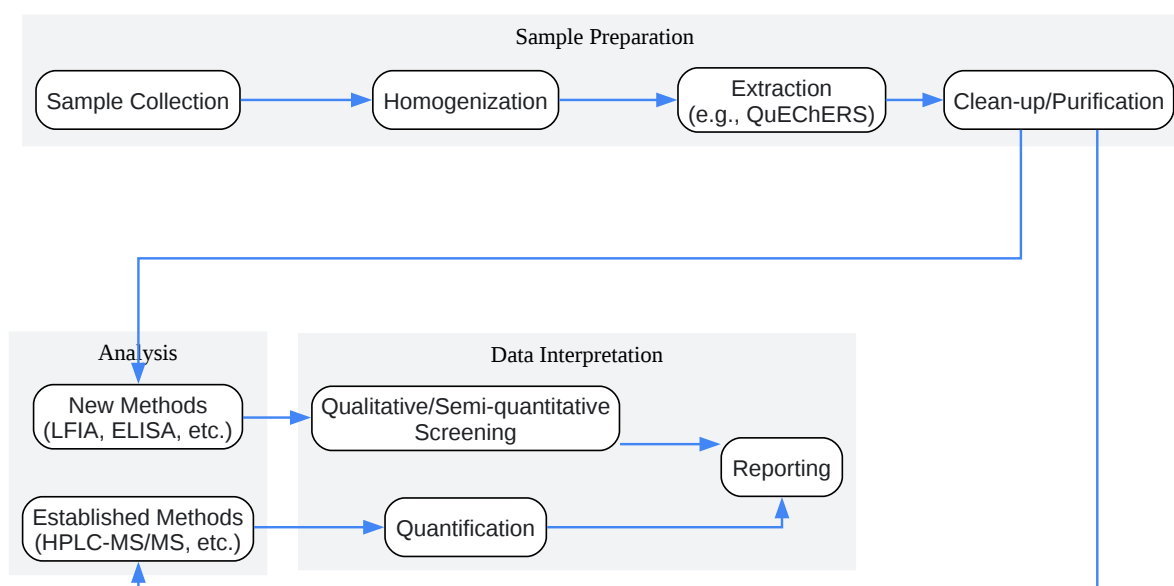 Sample Preparation
Sample Collection
Homogenization
Extraction
(e.g., QuEChERS)
Clean-up/Purification
Analysis
Data Interpretation
New Methods
(LFIA, ELISA, etc.)
Qualitative/Semi-quantitative
Screening
Reporting
Established Methods
(HPLC-MS/MS, etc.)
Quantification